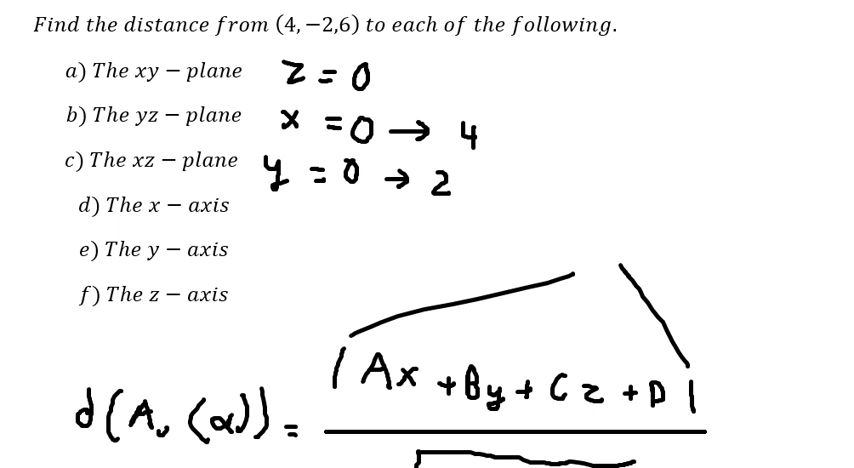 Find the distance from (4, −2,6) to each of the following.
a) The xy − plane z = 0
b) The yz − plane x = 0 → 4
c) The xz − plane y = 0 → 2
d) The x − axis
e) The y − axis
f) The z − axis
d(A, (α)) = |Ax + By + Cz + D|